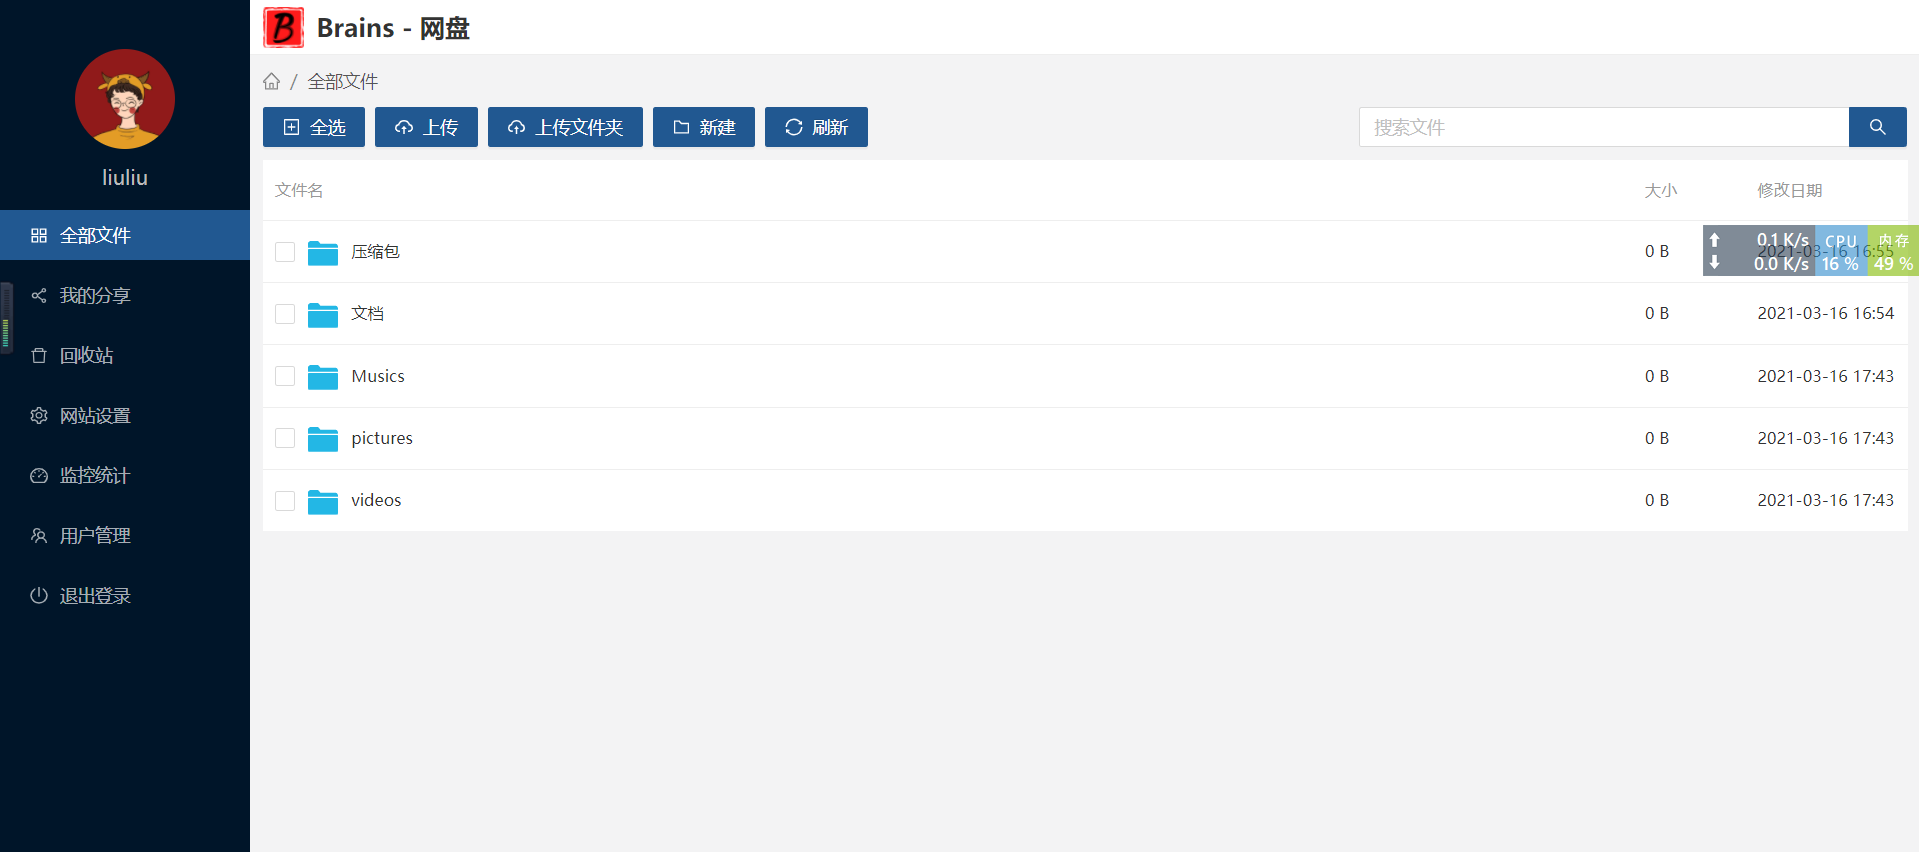 B Brains - 网盘
liuliu
全部文件
我的分享
回收站
网站设置
监控统计
用户管理
退出登录
/ 全部文件
全选 上传 上传文件夹 新建 刷新 搜索文件
文件名 大小 修改日期
压缩包 0 B 2021-03-16 16:55
0.1 K/s CPU 内存
0.0 K/s 16 % 49 %
文档 0 B 2021-03-16 16:54
Musics 0 B 2021-03-16 17:43
pictures 0 B 2021-03-16 17:43
videos 0 B 2021-03-16 17:43